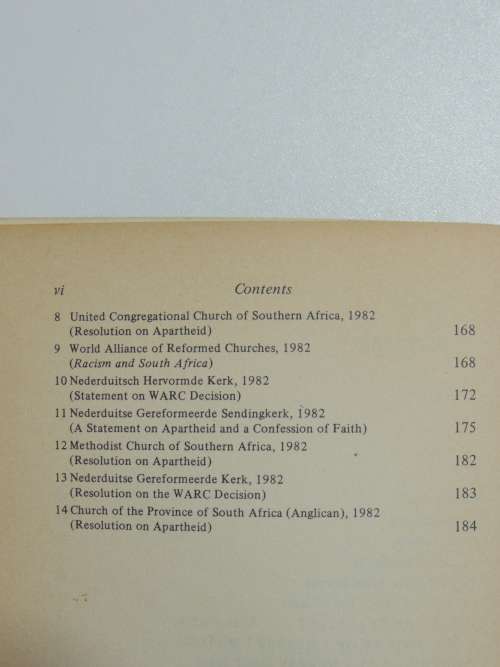 vi Contents
8 United Congregational Church of Southern Africa, 1982
(Resolution on Apartheid) 168
9 World Alliance of Reformed Churches, 1982
(Racism and South Africa) 168
10 Nederduitsch Hervormde Kerk, 1982
(Statement on WARC Decision) 172
11 Nederduitse Gereformeerde Sendingkerk, 1982
(A Statement on Apartheid and a Confession of Faith) 175
12 Methodist Church of Southern Africa, 1982
(Resolution on Apartheid) 182
13 Nederduitse Gereformeerde Kerk, 1982
(Resolution on the WARC Decision) 183
14 Church of the Province of South Africa (Anglican), 1982
(Resolution on Apartheid) 184